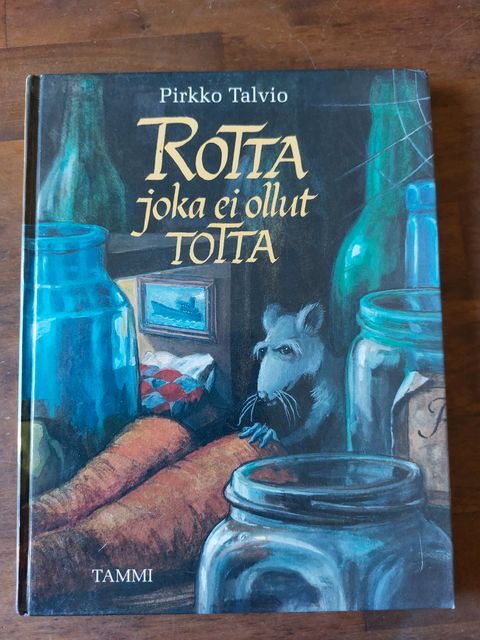 Pirkko Talvio
ROTTA
joka ei ollut
TOTTA
TAMMI